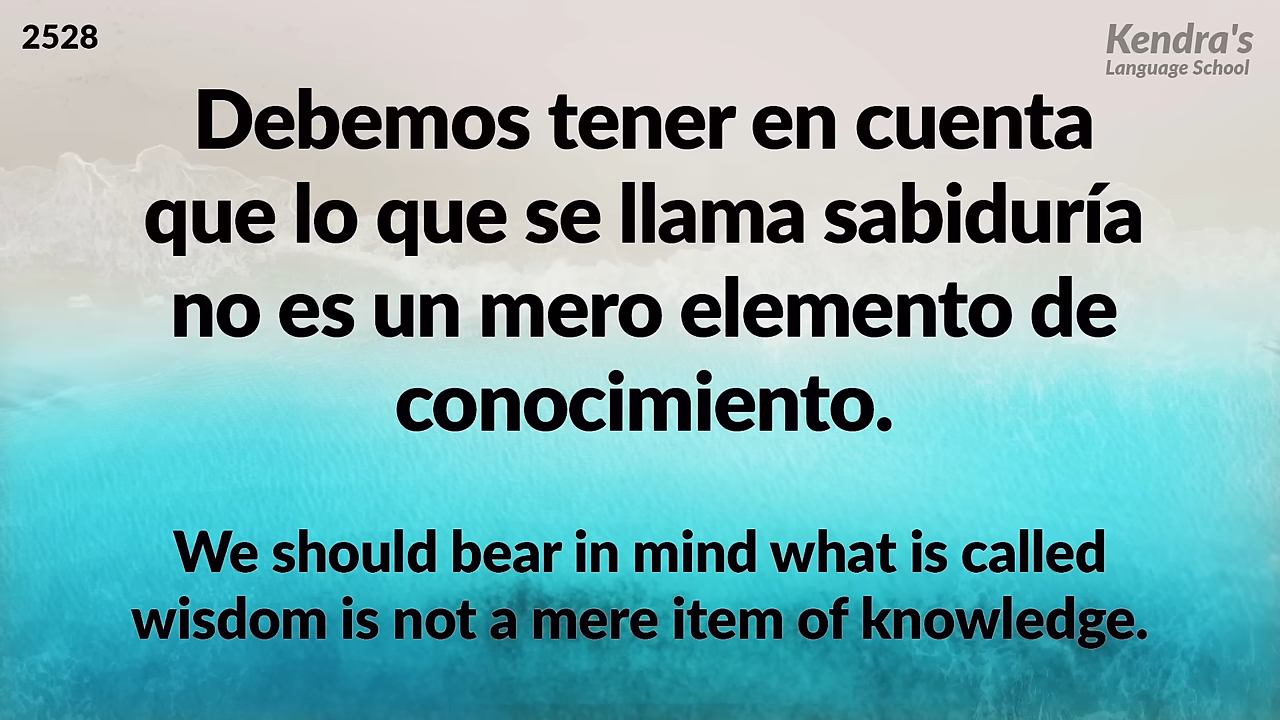 2528
Kendra's
Language School
Debemos tener en cuenta
que lo que se llama sabiduría
no es un mero elemento de
conocimiento.
We should bear in mind what is called
wisdom is not a mere item of knowledge.